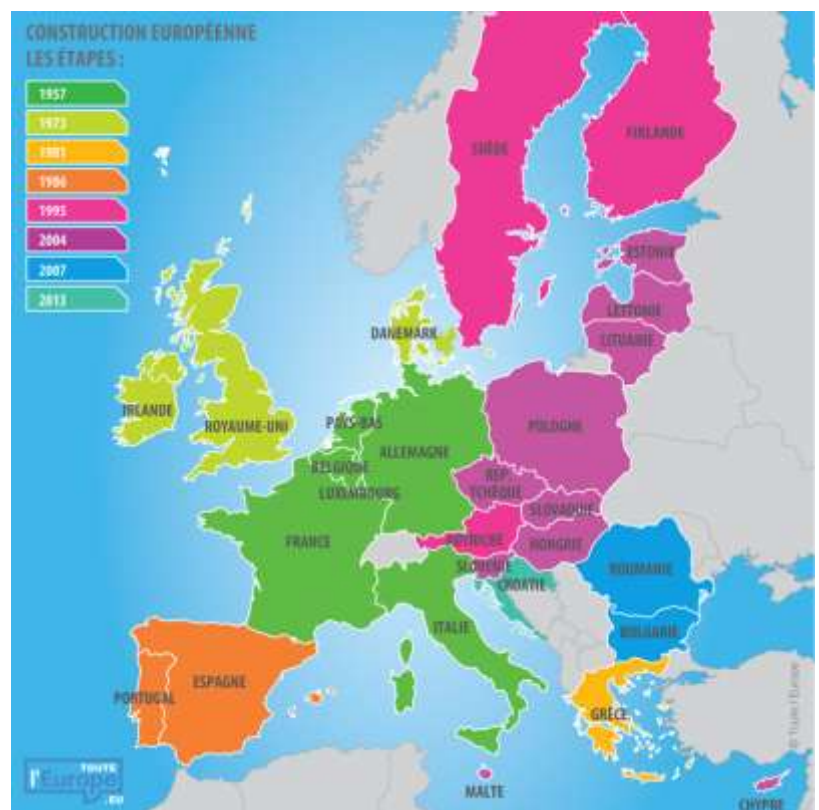 CONSTRUCTION EUROPÉENNE
LES ÉTAPES :
1957
1973
1981
1986
1995
2004
2007
2013
SUÈDE
FINLANDE
ESTONIE
LETTONIE
LITUANIE
DANEMARK
IRLANDE
ROYAUME-UNI
PAYS-BAS
POLOGNE
ALLEMAGNE
BELGIQUE
RÉP.
TCHÈQUE
LUXEMBOURG
SLOVAQUIE
FRANCE
AUTRICHE
HONGRIE
SLOVÉNIE
CROATIE
ROUMANIE
ITALIE
BULGARIE
ESPAGNE
PORTUGAL
GRÈCE
© Toute l'Europe
TOUTE
l'Europe
.EU
MALTE
CHYPRE